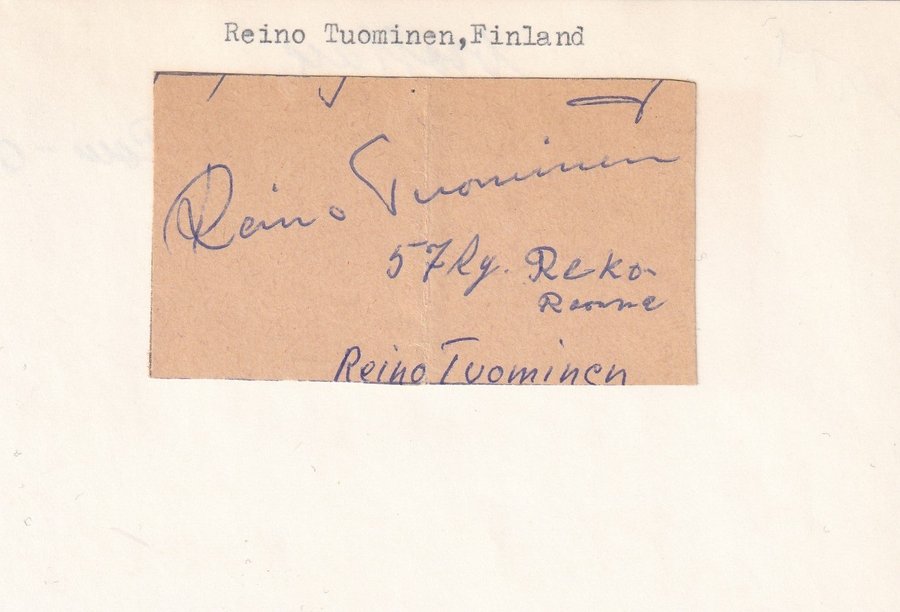 Reino Tuominen,Finland
Reino Tuominen
57 kg. Reko-
Reino Tuominen